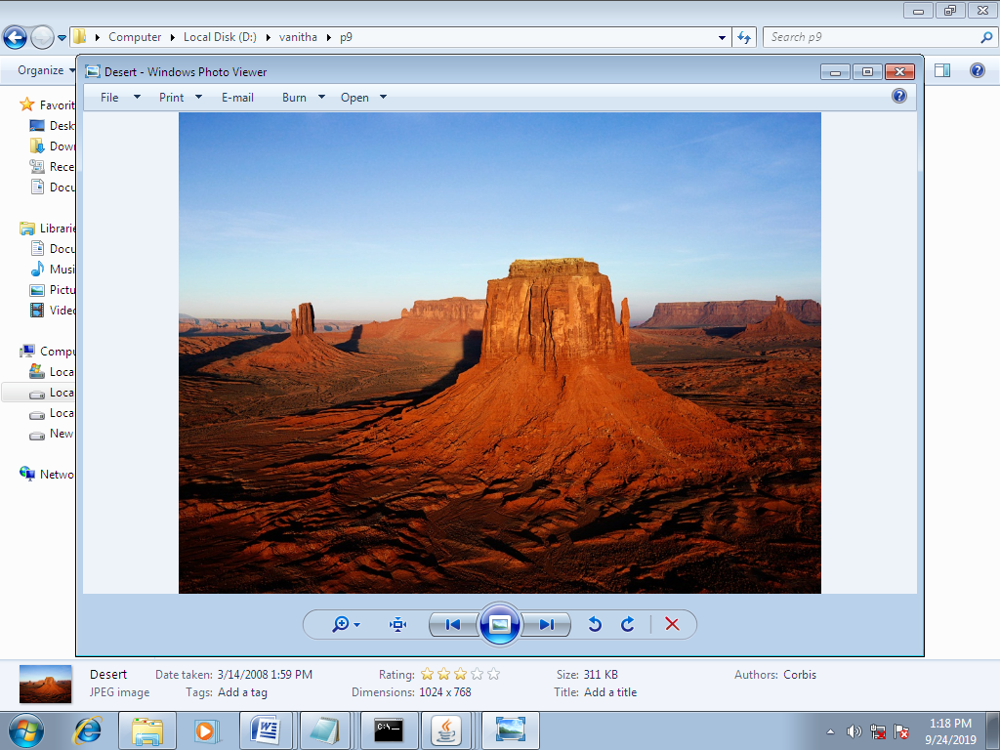 Computer Local Disk (D:) vanitha p9
Search p9
Organize
Desert - Windows Photo Viewer
File Print E-mail Burn Open
Favorit
Desk
Down
Rece
Docu
Librarie
Docu
Musi
Pictu
Video
Compu
Loca
Loca
Loca
New
Netwo
Desert Date taken: 3/14/2008 1:59 PM Rating: Size: 311 KB Authors: Corbis
JPEG image Tags: Add a tag Dimensions: 1024 x 768 Title: Add a title
C:\.
1:18 PM
9/24/2019